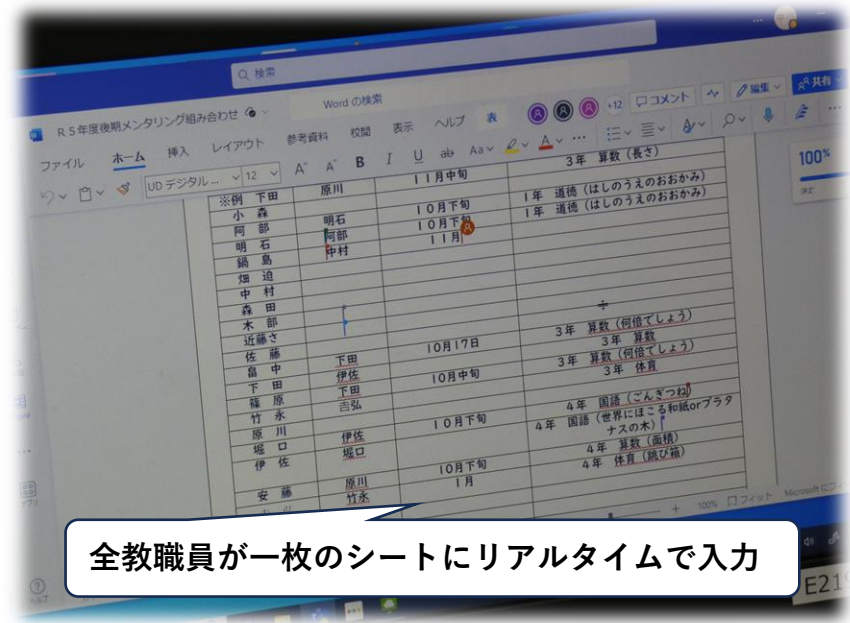 検索
Word の検索
R５年度後期メンタリング組み合わせ
+12 コメント 編集 共有
ファイル ホーム 挿入 レイアウト 参考資料 校閲 表示 ヘルプ 表
UD デジタル ... 12 A^ A˅ B I U ab Aa A ...
100%
※例 下田 原川 １１月中旬 3年 算数（長さ）
小 森
阿 部 明石 １０月下旬 1年 道徳（はしのうえのおおかみ）
明 石 阿部 １０月下旬 1年 道徳（はしのうえのおおかみ）
鍋 島 中村 １１月
畑 迫
中 村
森 田
木 部
近藤さ
佐 藤
畠 中 下田 10月17日 3年 算数（何倍でしょう）
下 田 伊佐 3年 算数
篠 原 下田 10月中旬 3年 算数（何倍でしょう）
竹 永 吉弘 3年 体育
原 川
堀 口 伊佐 １０月下旬 4年 国語（ごんぎつね）
伊 佐 堀口 4年 国語（世界にほこる和紙orプラタナスの木）
安 藤 原川 10月下旬 4年 算数（面積）
竹永 1月 4年 体育（跳び箱）
100% フィット
アプリ
ヘルプ
全教職員が一枚のシートにリアルタイムで入力
E219